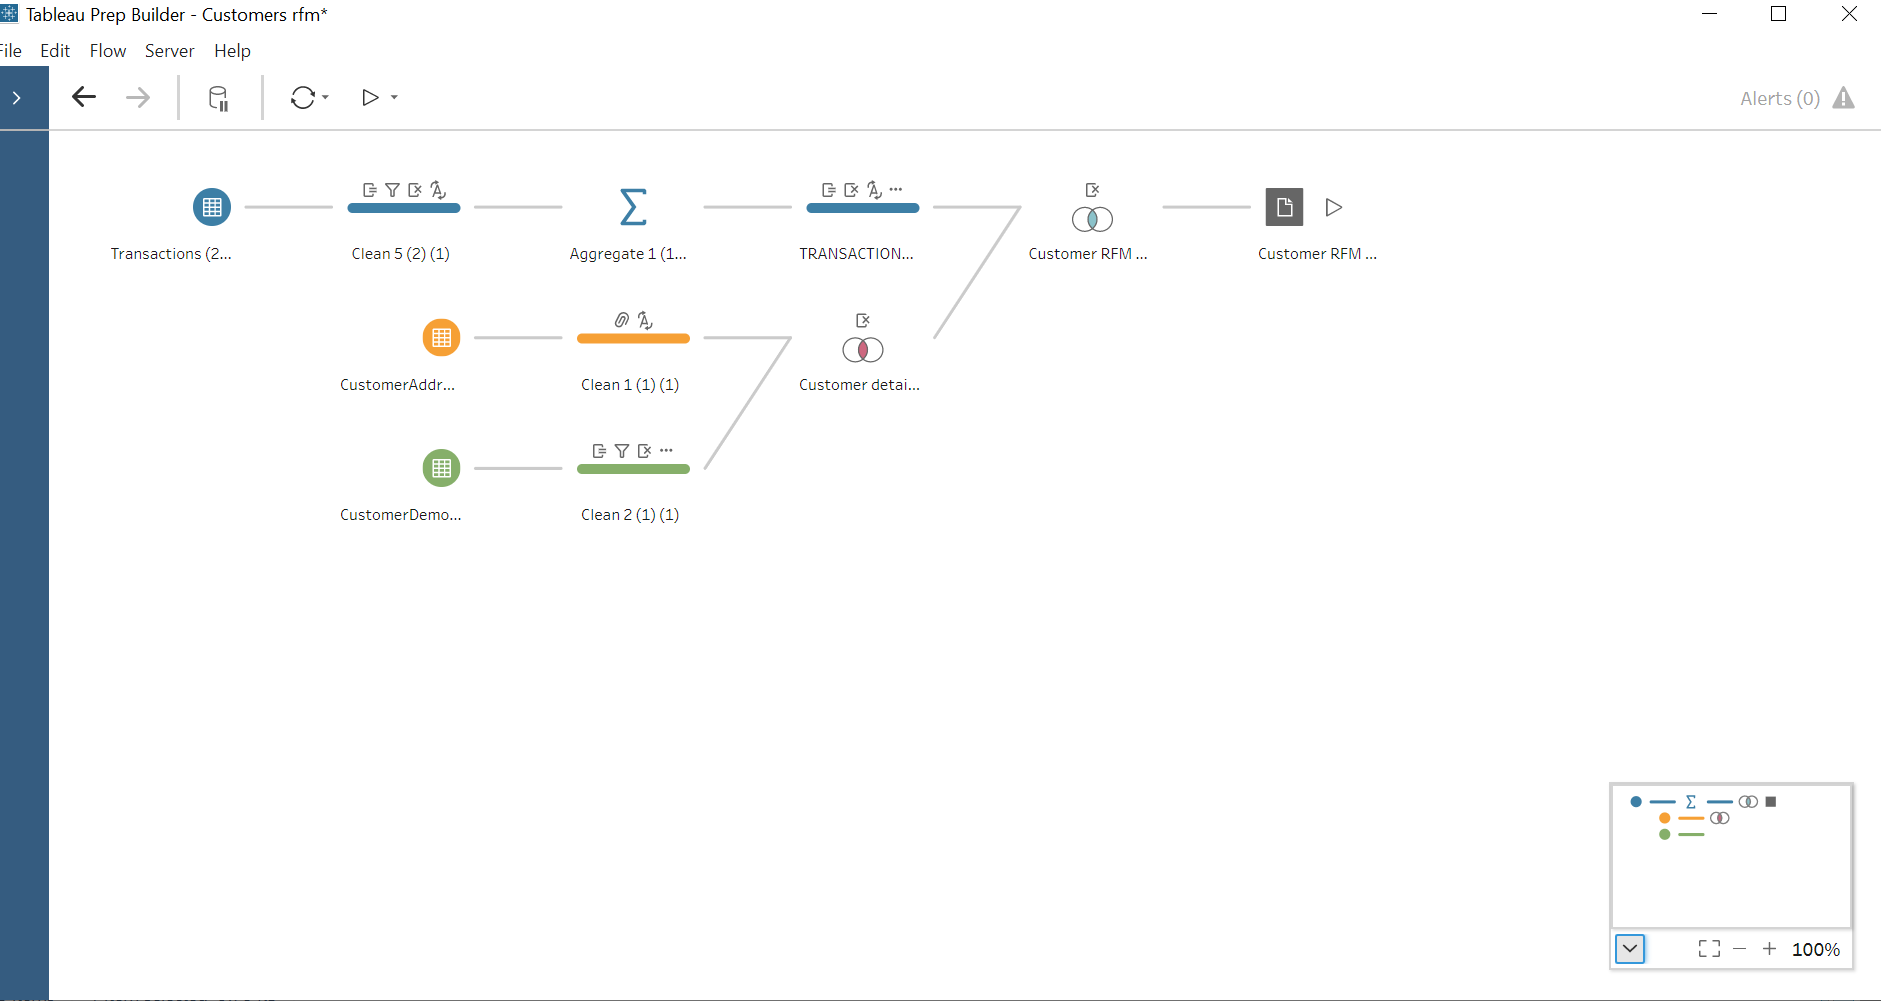 Tableau Prep Builder - Customers rfm*
File Edit Flow Server Help
Alerts (0)
Transactions (2...
Clean 5 (2) (1)
Aggregate 1 (1...
TRANSACTION...
Customer RFM ...
Customer RFM ...
CustomerAddr...
Clean 1 (1) (1)
Customer detai...
CustomerDemo...
Clean 2 (1) (1)
100%